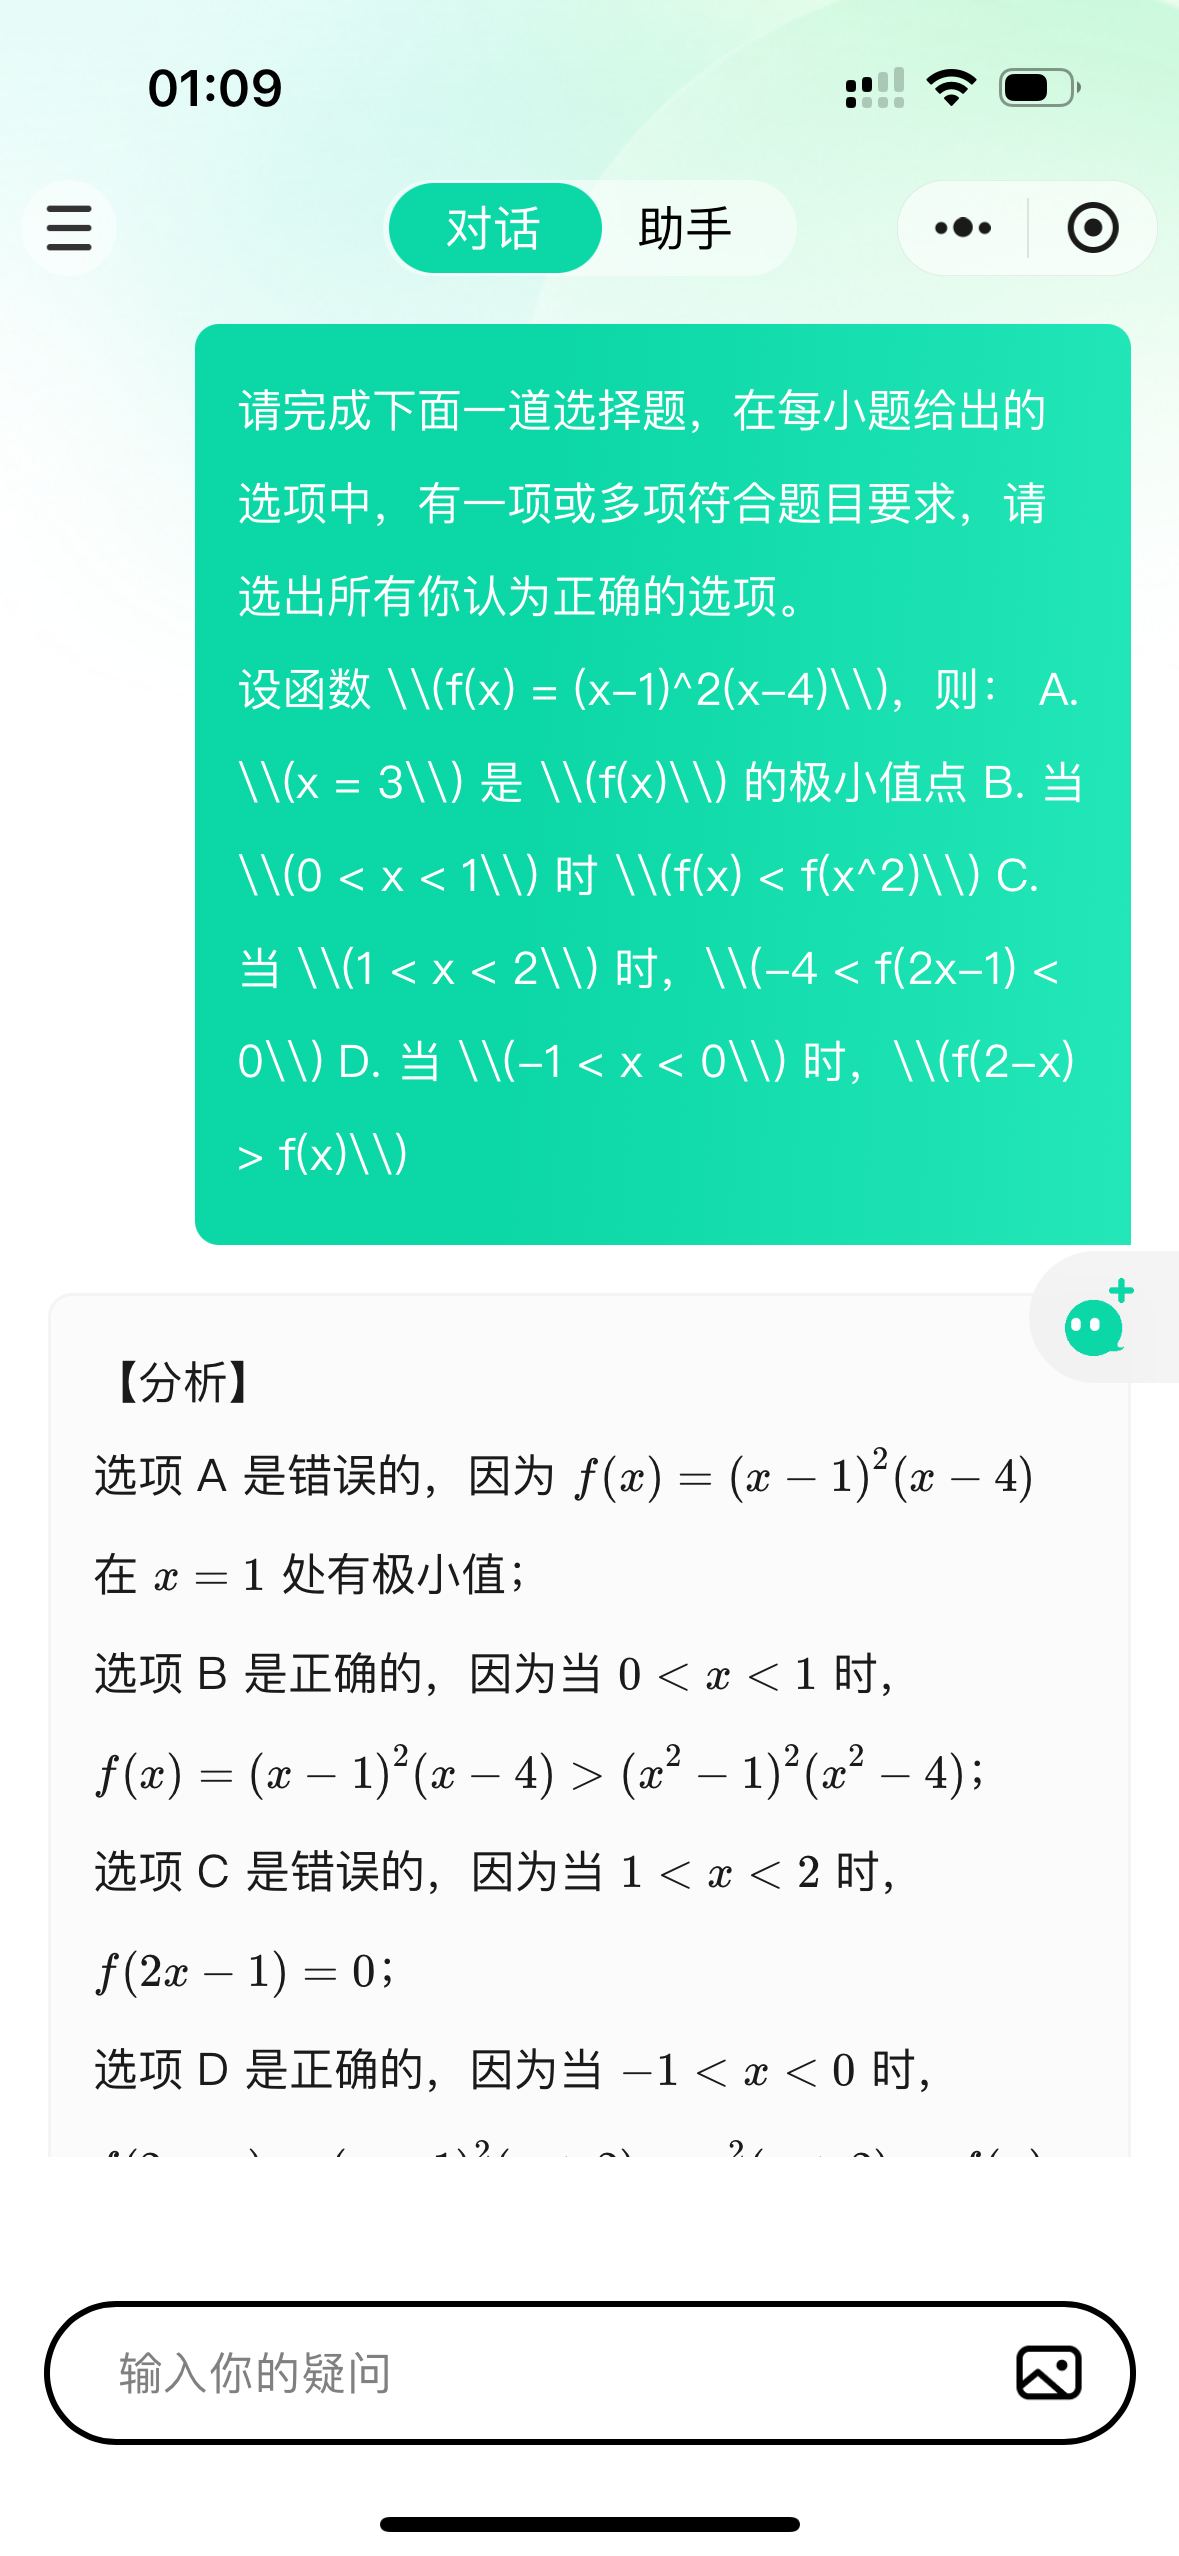 01:09
对话 助手
请完成下面一道选择题，在每小题给出的
选项中，有一项或多项符合题目要求，请
选出所有你认为正确的选项。
设函数 \\(f(x) = (x-1)^2(x-4)\\)，则： A.
\\(x = 3\\) 是 \\(f(x)\\) 的极小值点 B. 当
\\(0 < x < 1\\) 时 \\(f(x) < f(x^2)\\) C.
当 \\(1 < x < 2\\) 时，\\(-4 < f(2x-1) <
0\\) D. 当 \\(-1 < x < 0\\) 时，\\(f(2-x)
> f(x)\\)
【分析】
选项 A 是错误的，因为 f(x) = (x − 1)²(x − 4)
在 x = 1 处有极小值；
选项 B 是正确的，因为当 0 < x < 1 时，
f(x) = (x − 1)²(x − 4) > (x² − 1)²(x² − 4)；
选项 C 是错误的，因为当 1 < x < 2 时，
f(2x − 1) = 0；
选项 D 是正确的，因为当 −1 < x < 0 时，
输入你的疑问